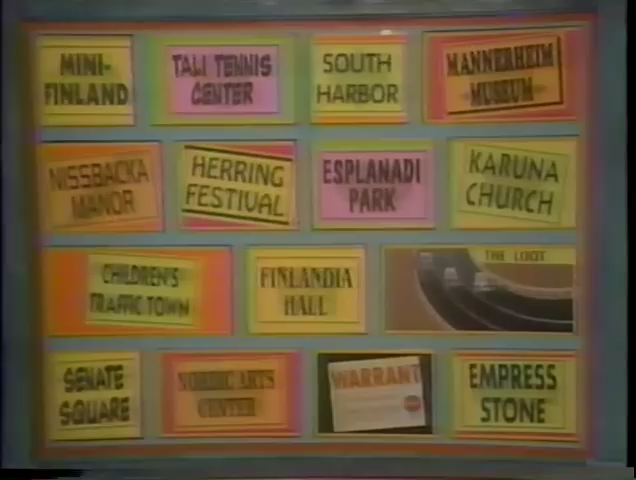 MINI-
FINLAND
TALI TENNIS
CENTER
SOUTH
HARBOR
MANNERHEIM
MUSEUM
NISSBACKA
MANOR
HERRING
FESTIVAL
ESPLANADI
PARK
KARUNA
CHURCH
CHILDREN'S
TRAFFIC TOWN
FINLANDIA
HALL
THE LOOT
SENATE
SQUARE
NORDIC ARTS
CENTER
WARRANT
EMPRESS
STONE